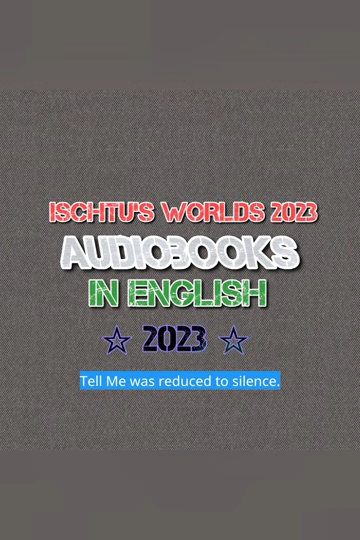 ISCHTU'S WORLDS 2023
AUDIOBOOKS
IN ENGLISH
☆ 2023 ☆
Tell Me was reduced to silence.